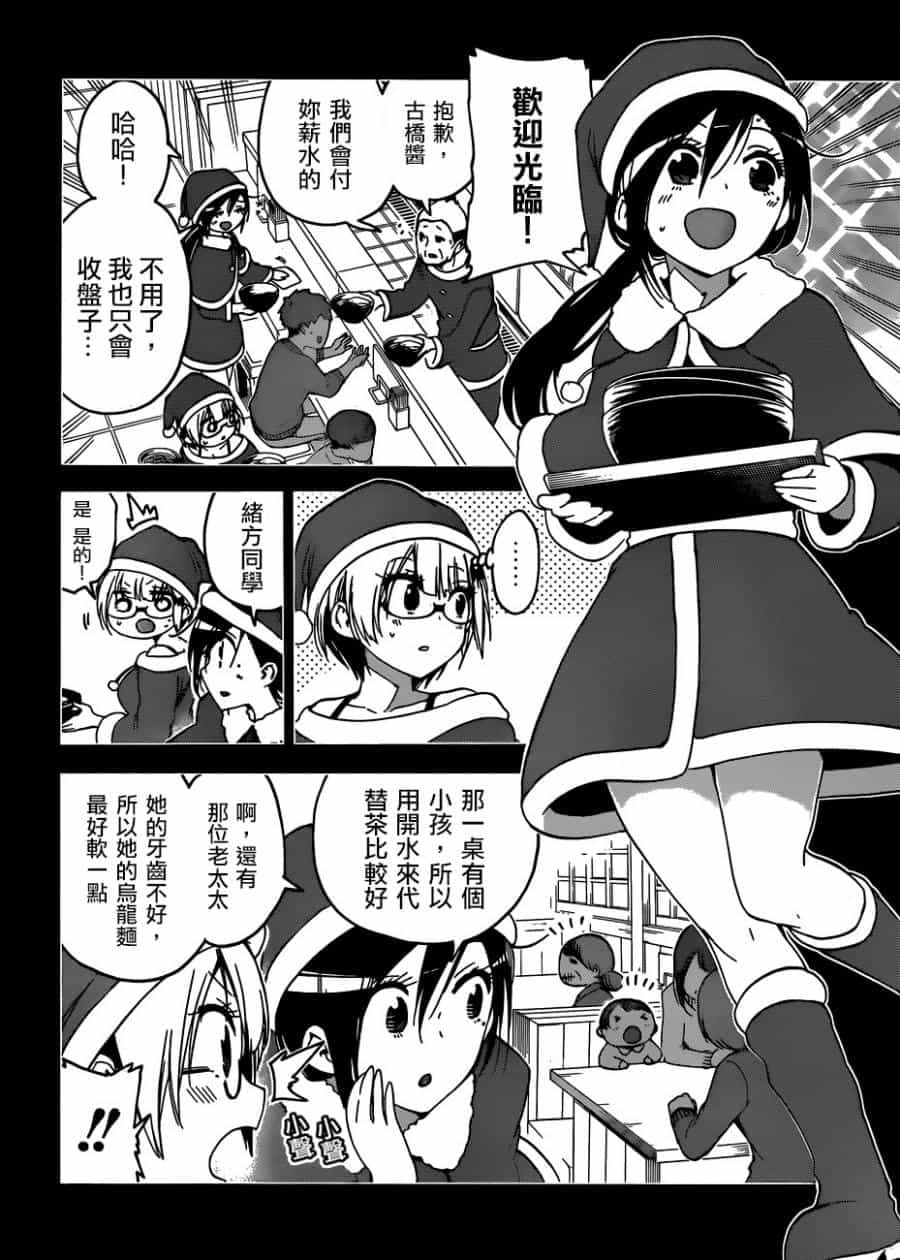 歡迎光臨！
抱歉，
古橋醬
我們會付
妳薪水的
哈哈！
不用了，
我也只會
收盤子…
……
緒方同學
是 是的！
那一桌有個
小孩，所以
用開水來代
替茶比較好
啊，還有
那位老太太
她的牙齒不好，
所以她的烏龍麵
最好軟一點
小聲
小聲
!!